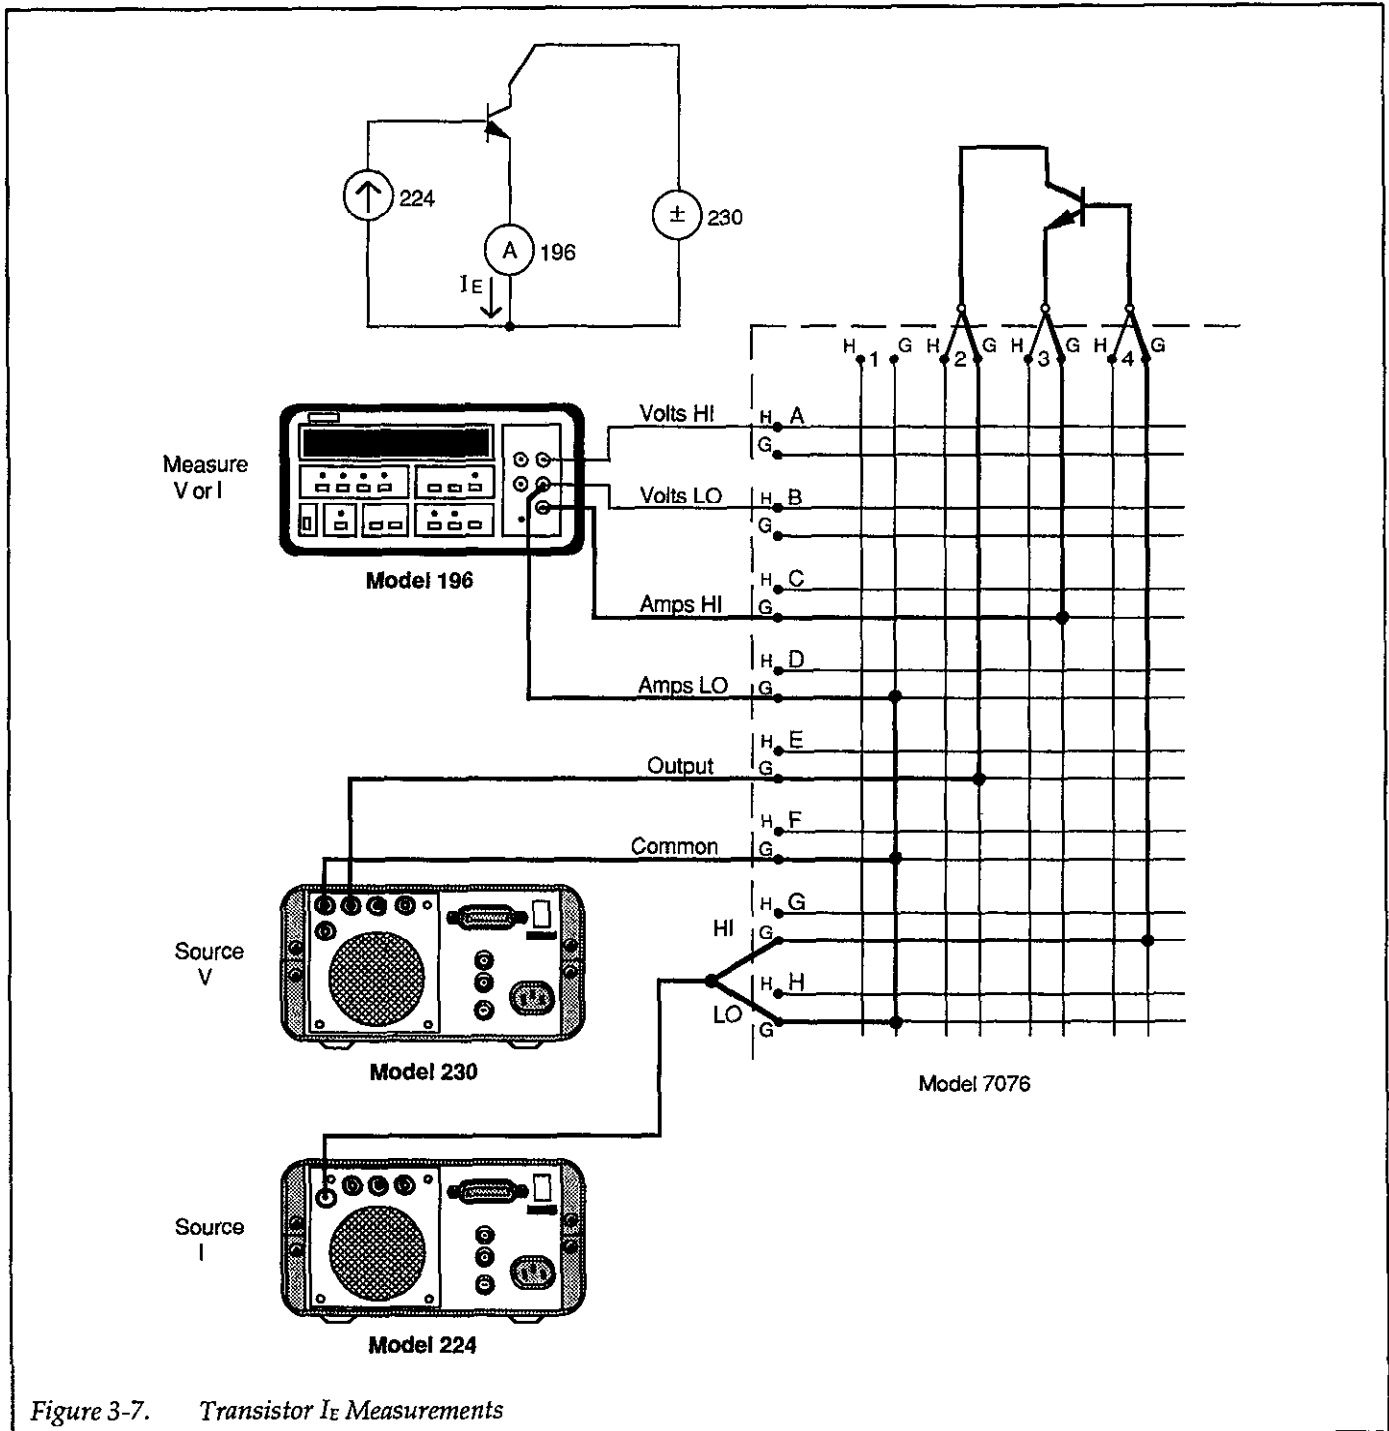 224
A
196
±
230
IE
H 1 G H 2 G H 3 G H 4 G
Measure
V or I
Model 196
Volts HI
H A
G
Volts LO
H B
G
H C
Amps HI
G
H D
Amps LO
G
H E
Output
G
H F
Common
G
H G
HI
G
H H
LO
G
Model 7076
Source
V
Model 230
Source
I
Model 224
Figure 3-7. Transistor IE Measurements